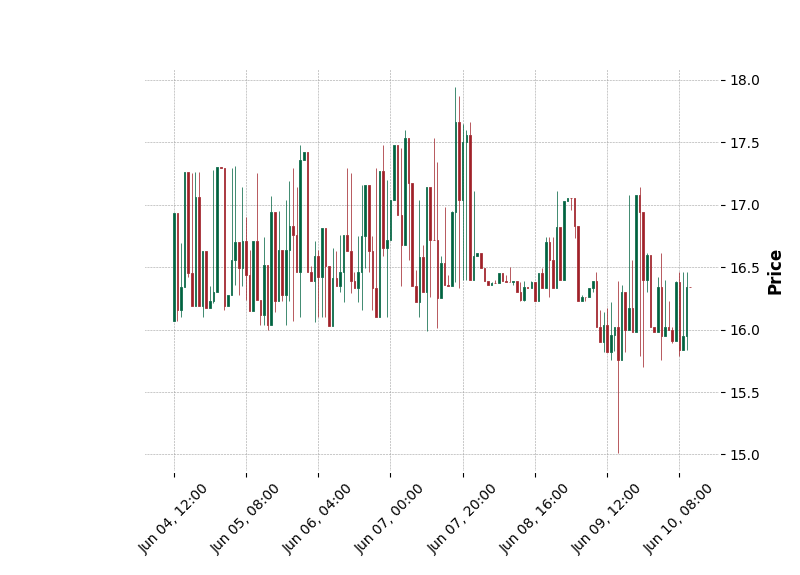 18.0
17.5
17.0
16.5
16.0
15.5
15.0
Price
Jun 04, 12:00
Jun 05, 08:00
Jun 06, 04:00
Jun 07, 00:00
Jun 07, 20:00
Jun 08, 16:00
Jun 09, 12:00
Jun 10, 08:00